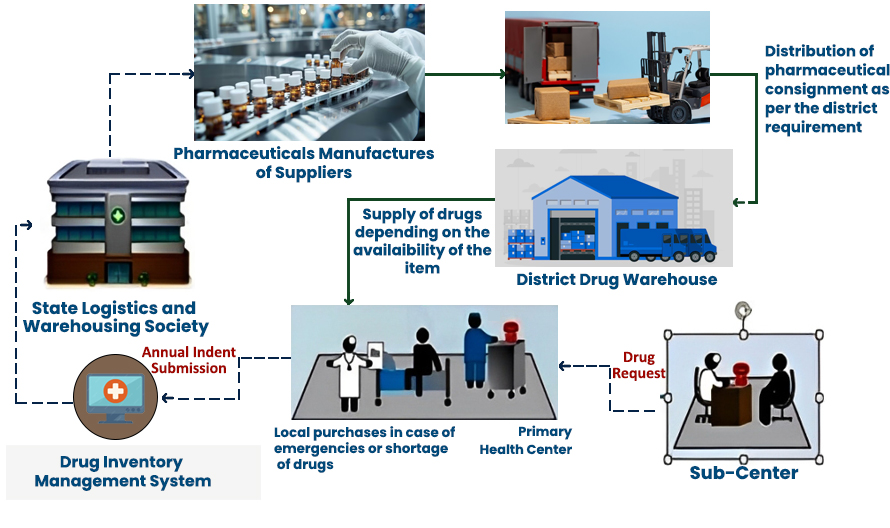 Distribution of
pharmaceutical
consignment as
per the district
requirement
Pharmaceuticals Manufactures
of Suppliers
Supply of drugs
depending on the
availaibility of the
item
District Drug Warehouse
State Logistics and
Warehousing Society
Annual Indent
Submission
Drug
Request
Local purchases in case of
emergencies or shortage
of drugs
Primary
Health Center
Drug Inventory
Management System
Sub-Center